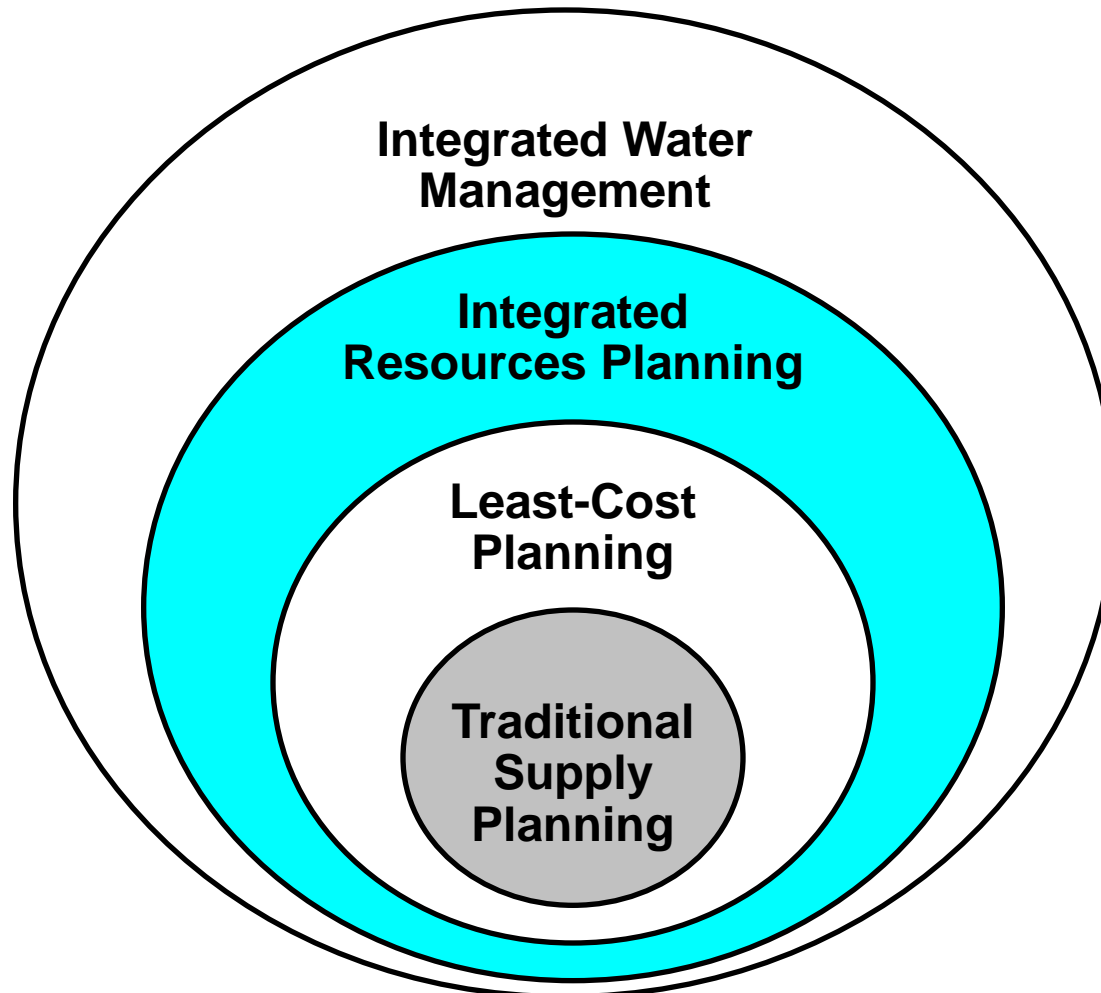 Integrated Water
Management
Integrated
Resources Planning
Least-Cost
Planning
Traditional
Supply
Planning